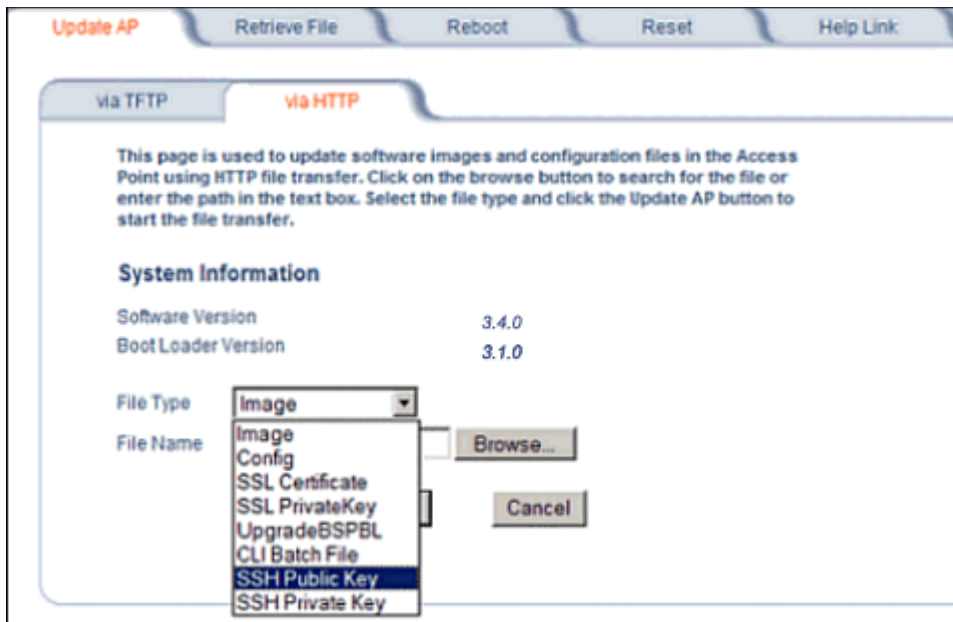 Update AP Retrieve File Reboot Reset Help Link
via TFTP via HTTP
This page is used to update software images and configuration files in the Access
Point using HTTP file transfer. Click on the browse button to search for the file or
enter the path in the text box. Select the file type and click the Update AP button to
start the file transfer.
System Information
Software Version 3.4.0
Boot Loader Version 3.1.0
File Type Image
File Name Browse...
Image
Config
SSL Certificate
SSL PrivateKey
UpgradeBSPBL
CLI Batch File
SSH Public Key
SSH Private Key
Cancel